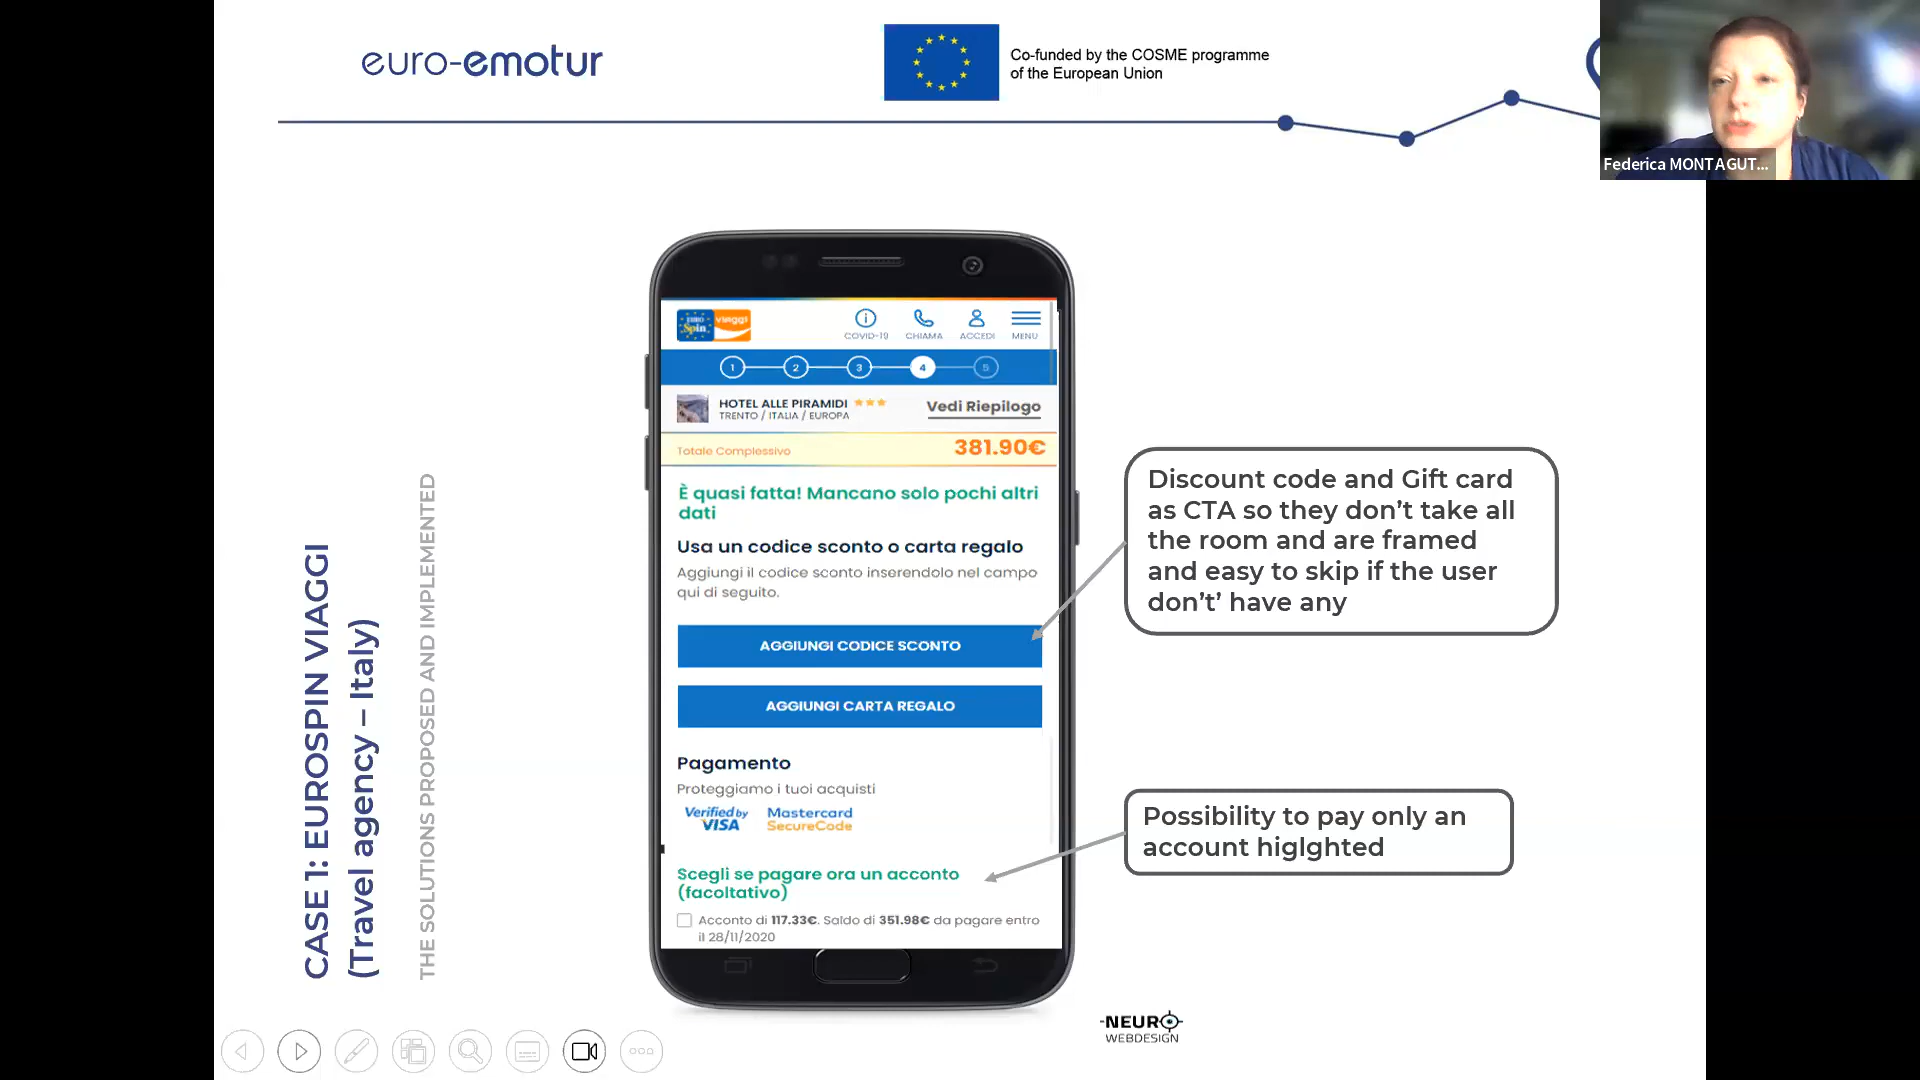 euro-emotur
Co-funded by the COSME programme
of the European Union
Federica MONTAGUT...
CASE 1: EUROSPIN VIAGGI
(Travel agency – Italy)
THE SOLUTIONS PROPOSED AND IMPLEMENTED
EURO
Spin
viaggi
COVID-19
CHIAMA
ACCEDI
MENU
1
2
3
4
5
HOTEL ALLE PIRAMIDI
TRENTO / ITALIA / EUROPA
Vedi Riepilogo
Totale Complessivo
381.90€
È quasi fatta! Mancano solo pochi altri
dati
Usa un codice sconto o carta regalo
Aggiungi il codice sconto inserendolo nel campo
qui di seguito.
AGGIUNGI CODICE SCONTO
AGGIUNGI CARTA REGALO
Pagamento
Proteggiamo i tuoi acquisti
Verified by
VISA
Mastercard
SecureCode
Scegli se pagare ora un acconto
(facoltativo)
Acconto di 117.33€. Saldo di 351.98€ da pagare entro
il 28/11/2020
Discount code and Gift card
as CTA so they don’t take all
the room and are framed
and easy to skip if the user
don’t’ have any
Possibility to pay only an
account higlghted
NEURO
WEBDESIGN